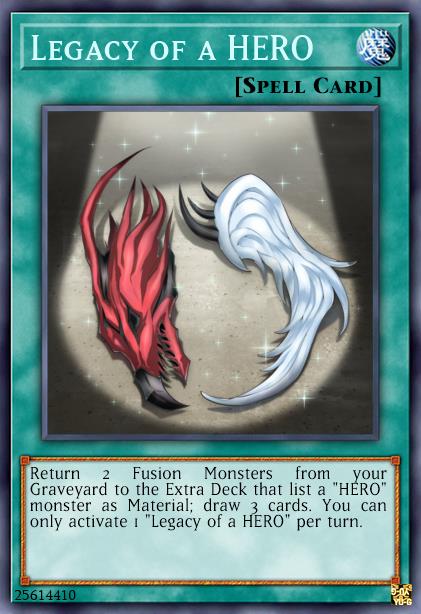 Legacy of a HERO
魔
[Spell Card]
Return 2 Fusion Monsters from your
Graveyard to the Extra Deck that list a "HERO"
monster as Material; draw 3 cards. You can
only activate 1 "Legacy of a HERO" per turn.
25614410